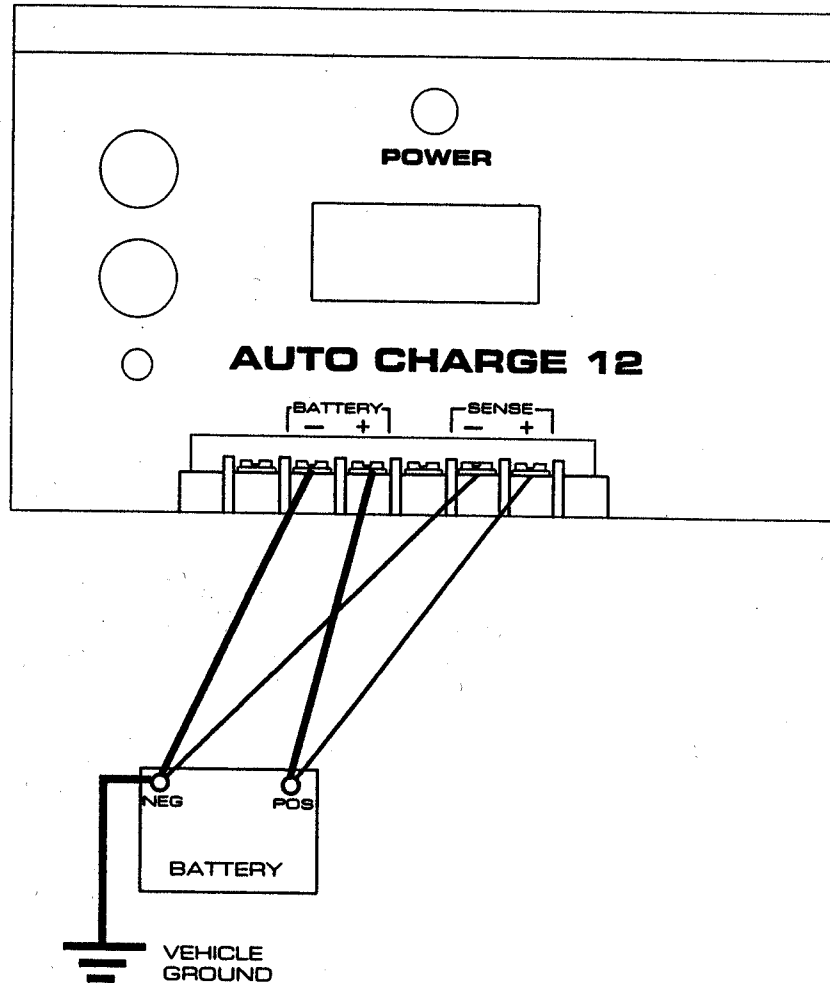 POWER
AUTO CHARGE 12
BATTERY SENSE
− + − +
NEG POS
BATTERY
VEHICLE
GROUND